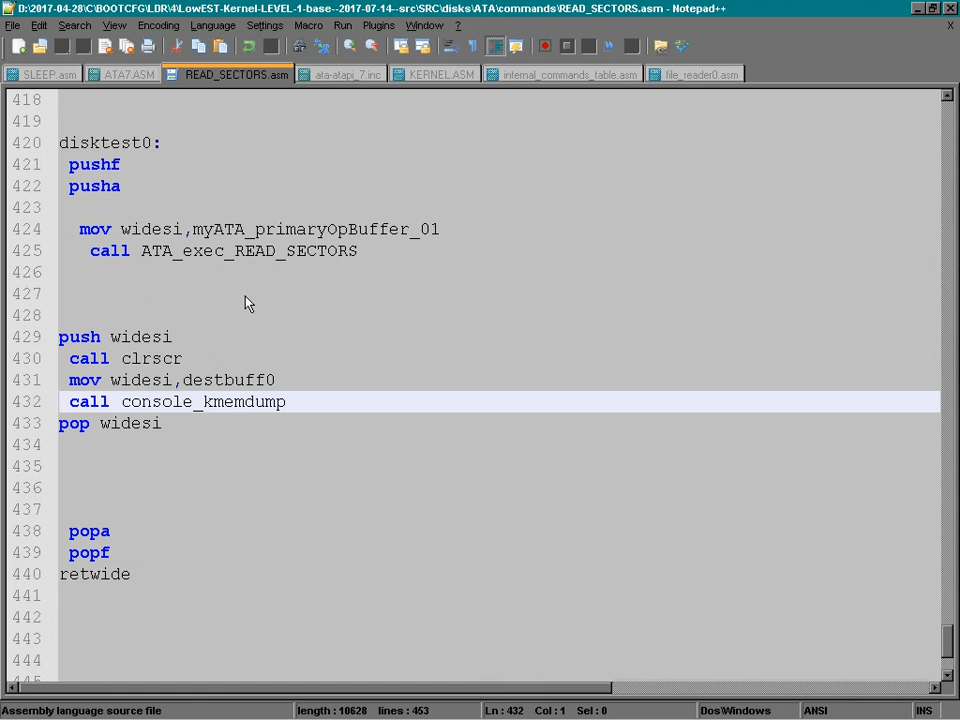 D:\2017-04-28\C\BOOTCFG\LDR\4\LowEST-Kernel-LEVEL-1-base--2017-07-14--src\SRC\disks\ATA\commands\READ_SECTORS.asm - Notepad++
File Edit Search View Encoding Language Settings Macro Run Plugins Window ? X
SLEEP.asm ATA7.ASM READ_SECTORS.asm ata-atapi_7.inc KERNEL.ASM internal_commands_table.asm file_reader0.asm
418
419
420 disktest0:
421 pushf
422 pusha
423
424 mov widesi,myATA_primaryOpBuffer_01
425 call ATA_exec_READ_SECTORS
426
427
428
429 push widesi
430 call clrscr
431 mov widesi,destbuff0
432 call console_kmemdump
433 pop widesi
434
435
436
437
438 popa
439 popf
440 retwide
441
442
443
444
445
Assembly language source file length : 10628 lines : 453 Ln : 432 Col : 1 Sel : 0 Dos\Windows ANSI INS